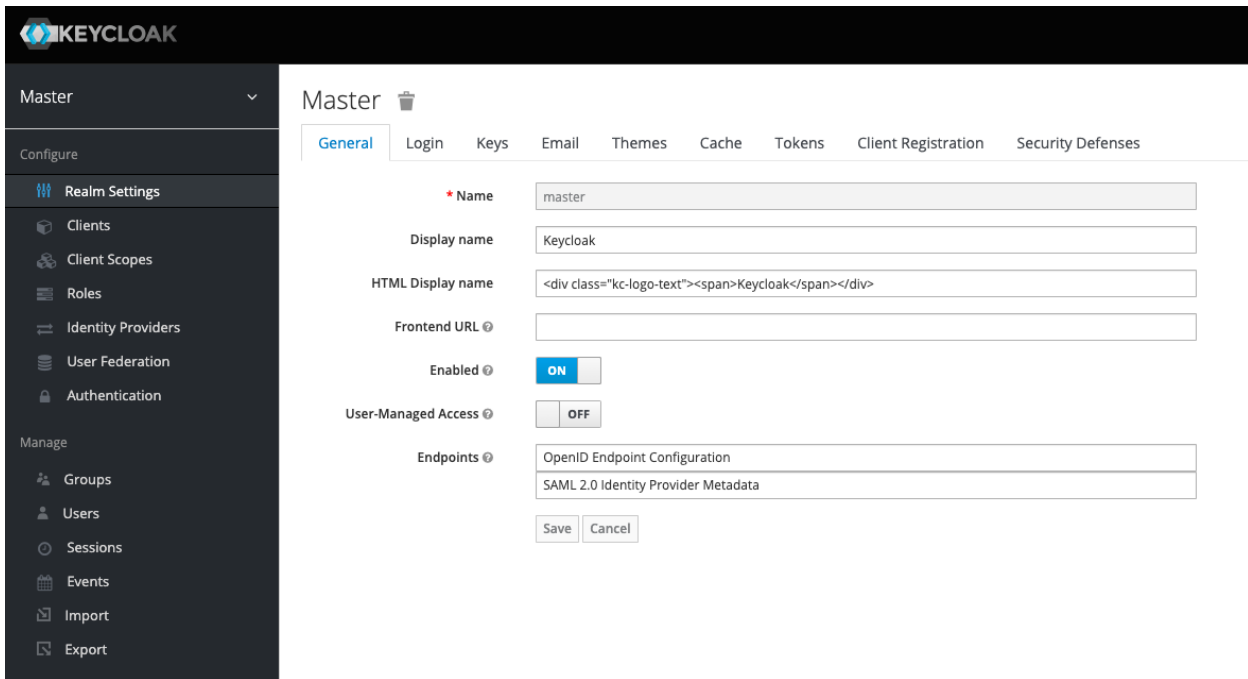 KEYCLOAK
Master
Configure
Realm Settings
Clients
Client Scopes
Roles
Identity Providers
User Federation
Authentication
Manage
Groups
Users
Sessions
Events
Import
Export
Master
General Login Keys Email Themes Cache Tokens Client Registration Security Defenses
* Name master
Display name Keycloak
HTML Display name <div class="kc-logo-text"><span>Keycloak</span></div>
Frontend URL ?
Enabled ? ON
User-Managed Access ? OFF
Endpoints ? OpenID Endpoint Configuration
SAML 2.0 Identity Provider Metadata
Save Cancel